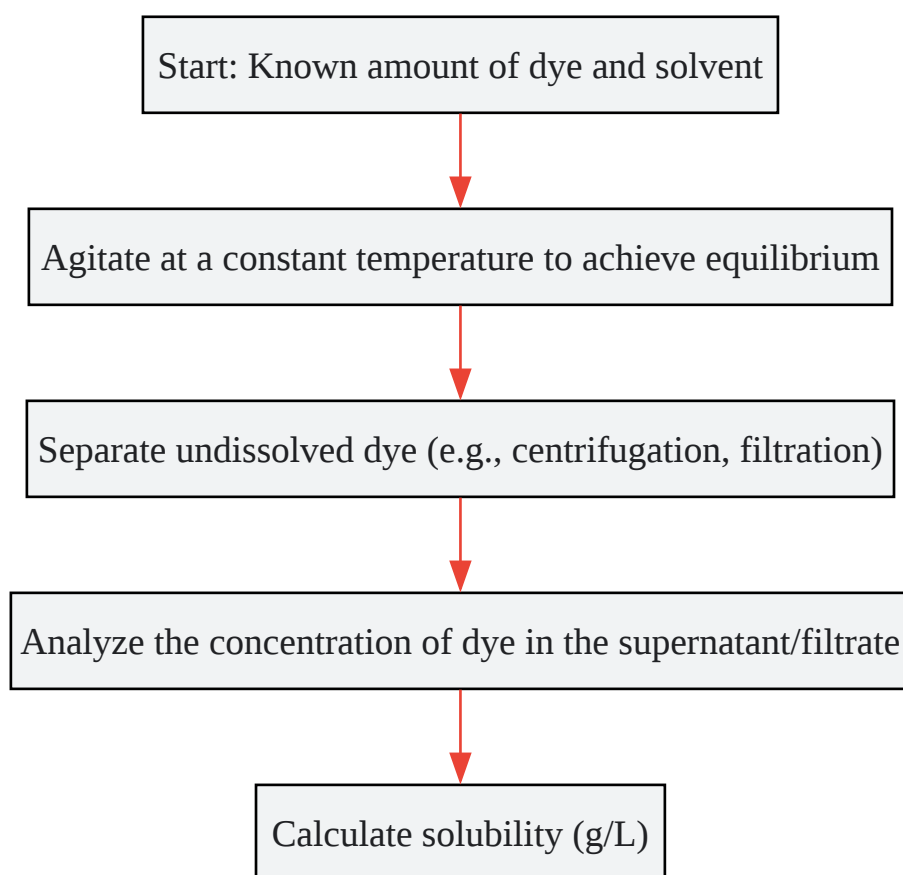 Start: Known amount of dye and solvent
Agitate at a constant temperature to achieve equilibrium
Separate undissolved dye (e.g., centrifugation, filtration)
Analyze the concentration of dye in the supernatant/filtrate
Calculate solubility (g/L)